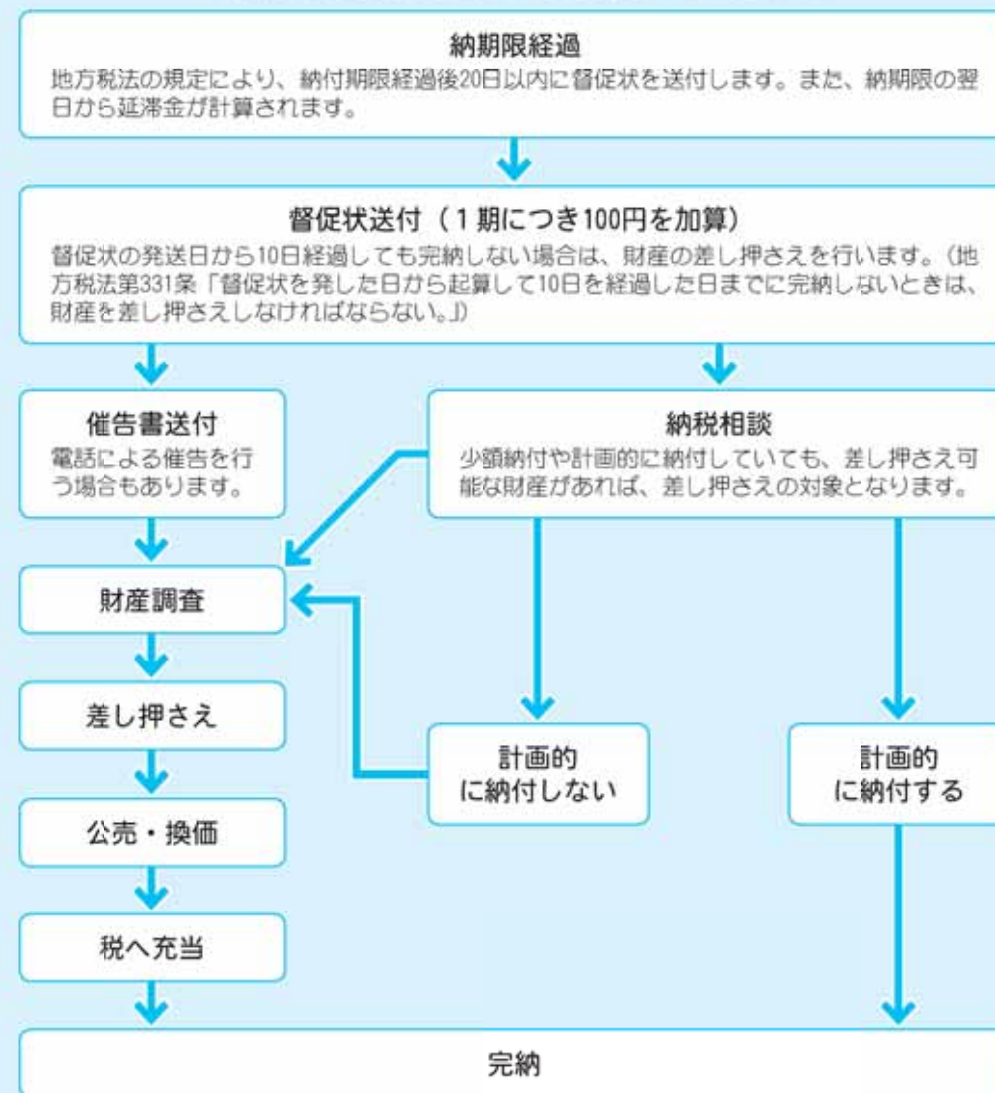 納期限経過
地方税法の規定により、納付期限経過後20日以内に督促状を送付します。また、納期限の翌
日から延滞金が計算されます。
督促状送付（１期につき100円を加算）
督促状の発送日から10日経過しても完納しない場合は、財産の差し押さえを行います。（地
方税法第331条「督促状を発した日から起算して10日を経過した日までに完納しないときは、
財産を差し押さえしなければならない。」）
催告書送付
電話による催告を行
う場合もあります。
納税相談
少額納付や計画的に納付していても、差し押さえ可
能な財産があれば、差し押さえの対象となります。
財産調査
差し押さえ
計画的
に納付しない
計画的
に納付する
公売・換価
税へ充当
完納